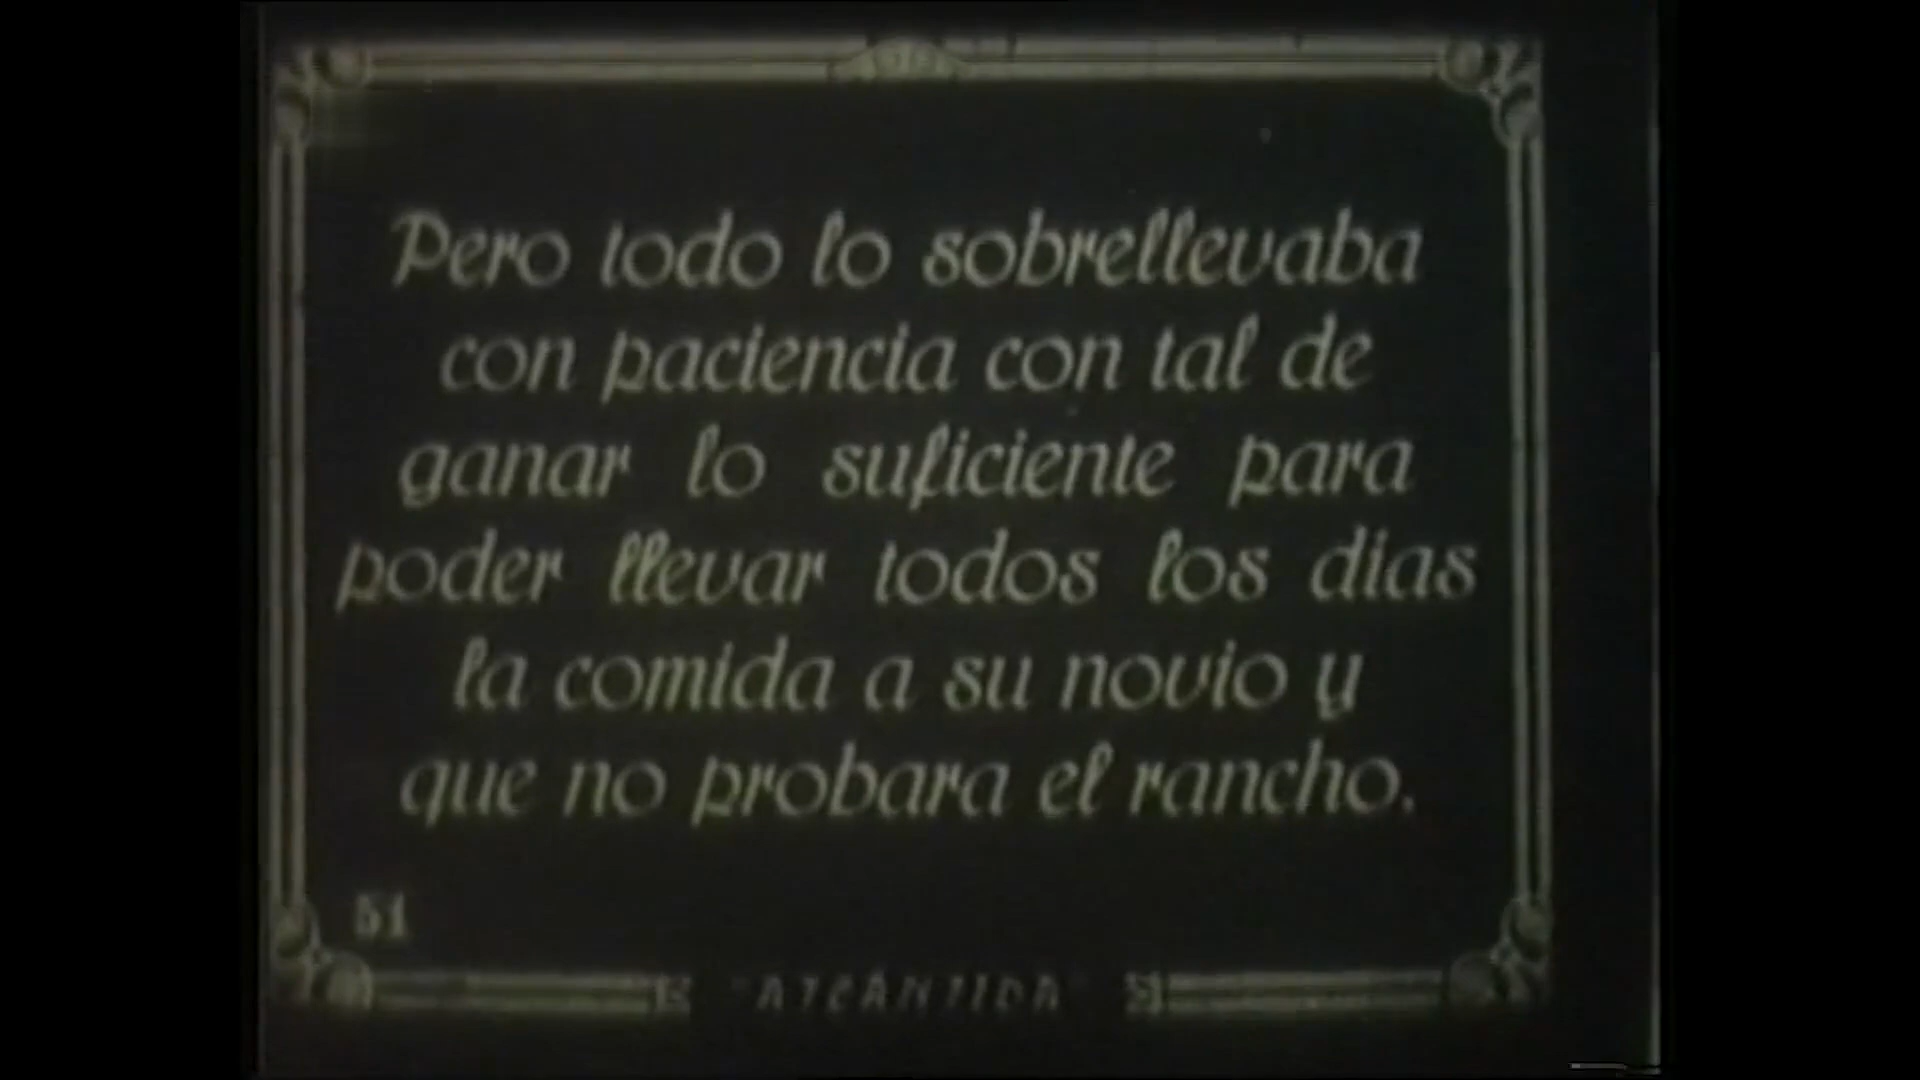 Pero todo lo sobrellevaba
con paciencia con tal de
ganar lo suficiente para
poder llevar todos los días
la comida a su novio y
que no probara el rancho.
51
"ATLÁNTIDA"